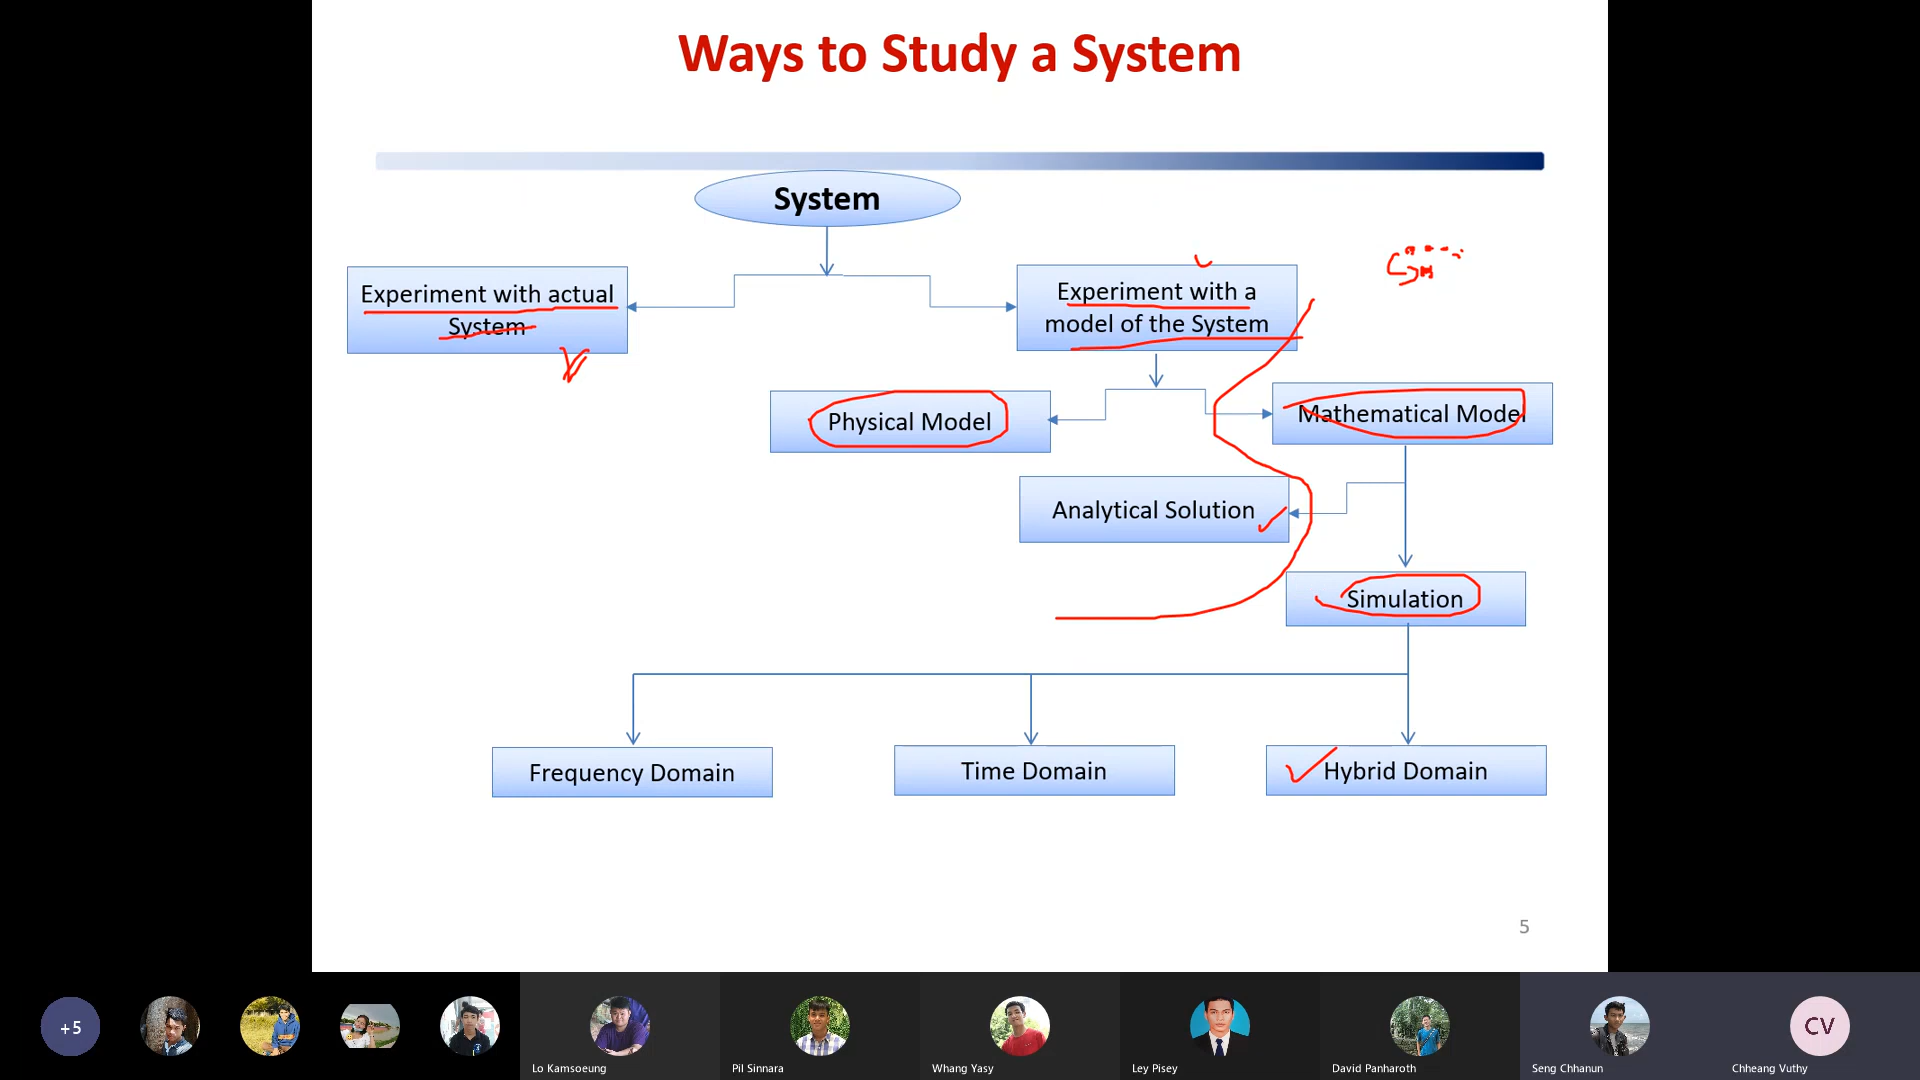 Ways to Study a System
System
Experiment with actual
System
Experiment with a
model of the System
Physical Model
Mathematical Model
Analytical Solution
Simulation
Frequency Domain
Time Domain
Hybrid Domain
5
+5
CV
Lo Kamsoeung
Pil Sinnara
Whang Yasy
Ley Pisey
David Panharoth
Seng Chhanun
Chheang Vuthy